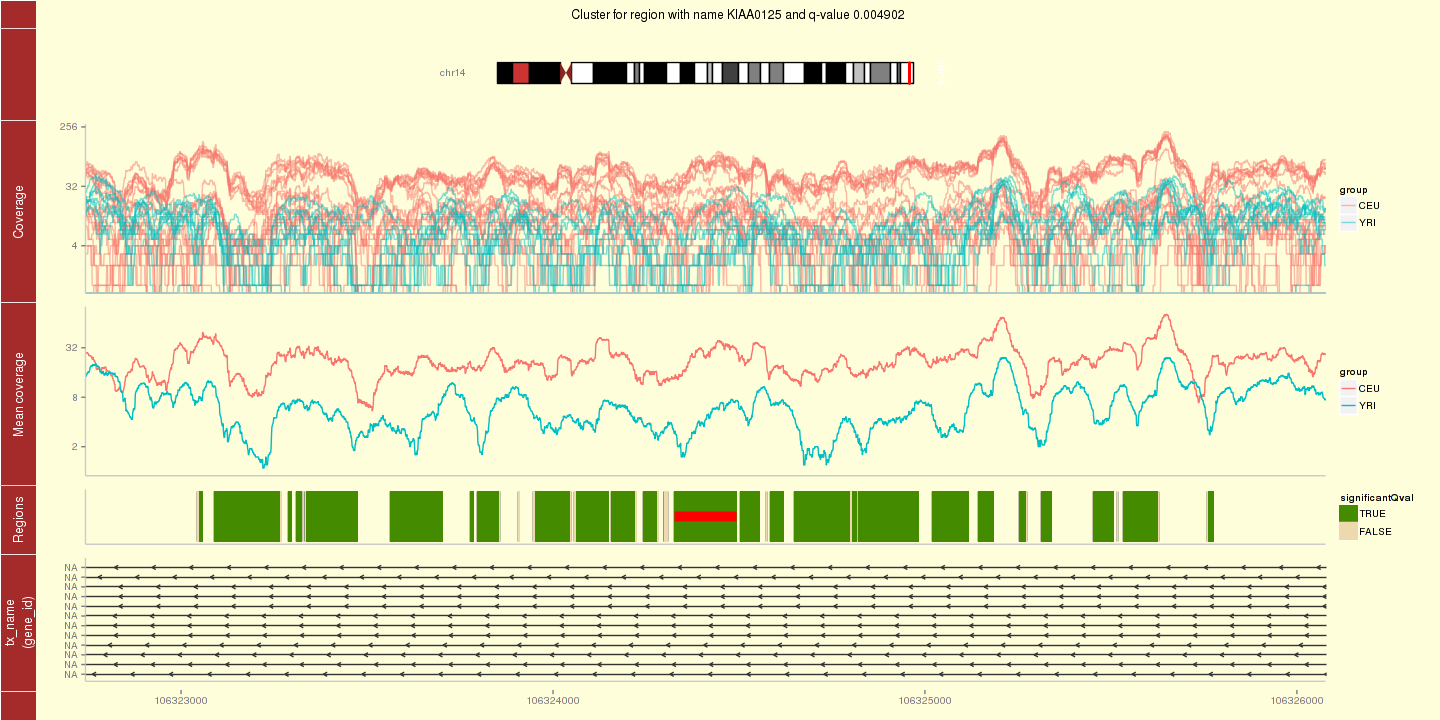 Cluster for region with name KIAA0125 and q-value 0.004902
chr14
Coverage
256
32
4
group
CEU
YRI
Mean coverage
32
8
2
group
CEU
YRI
Regions
significantQval
TRUE
FALSE
tx_name
(gene_id)
NA
NA
NA
NA
NA
NA
NA
NA
NA
NA
NA
NA
106323000
106324000
106325000
106326000